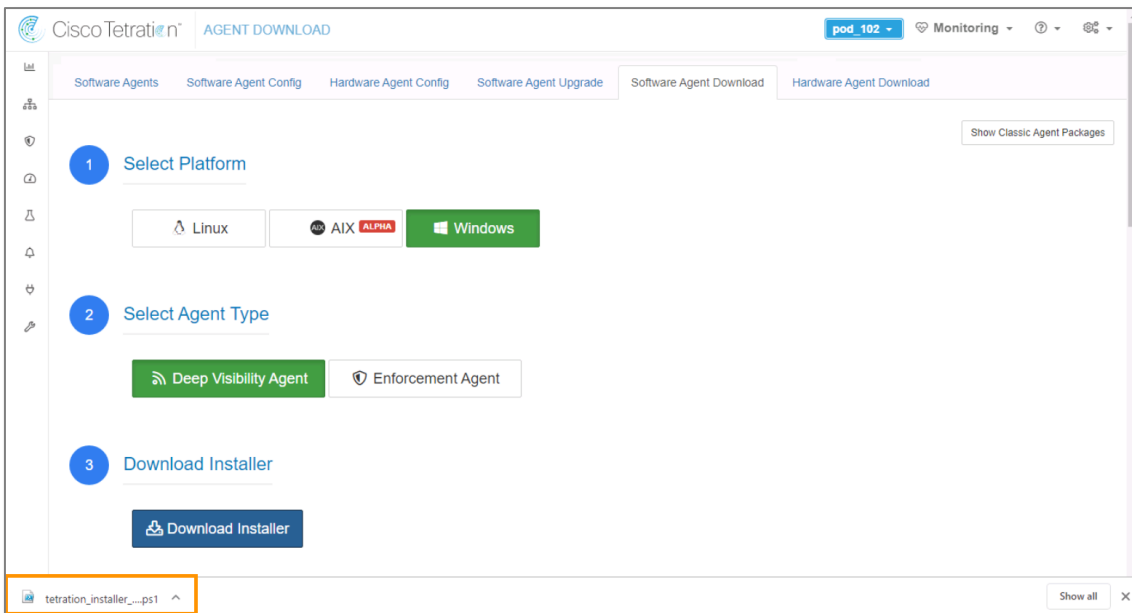 Cisco Tetration™ AGENT DOWNLOAD pod_102 Monitoring
Software Agents Software Agent Config Hardware Agent Config Software Agent Upgrade Software Agent Download Hardware Agent Download
Show Classic Agent Packages
1 Select Platform
Linux AIX AIX ALPHA Windows
2 Select Agent Type
Deep Visibility Agent Enforcement Agent
3 Download Installer
Download Installer
tetration_installer_....ps1 Show all